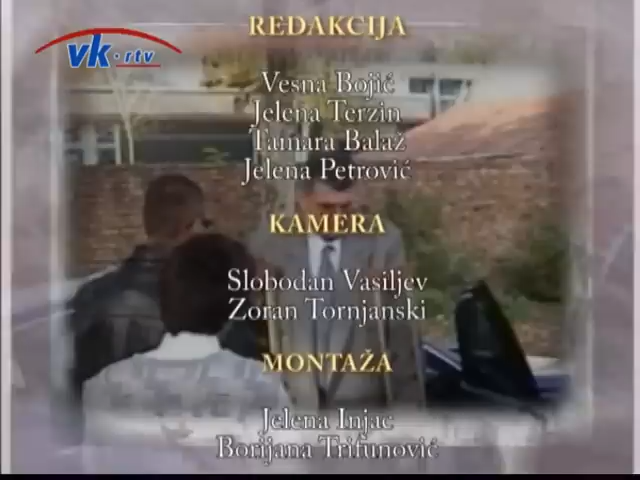 vk·rtv
REDAKCIJA
Vesna Bojić
Jelena Terzin
Tamara Balaž
Jelena Petrović
KAMERA
Slobodan Vasiljev
Zoran Tornjanski
MONTAŽA
Jelena Injac
Borijana Trifunović